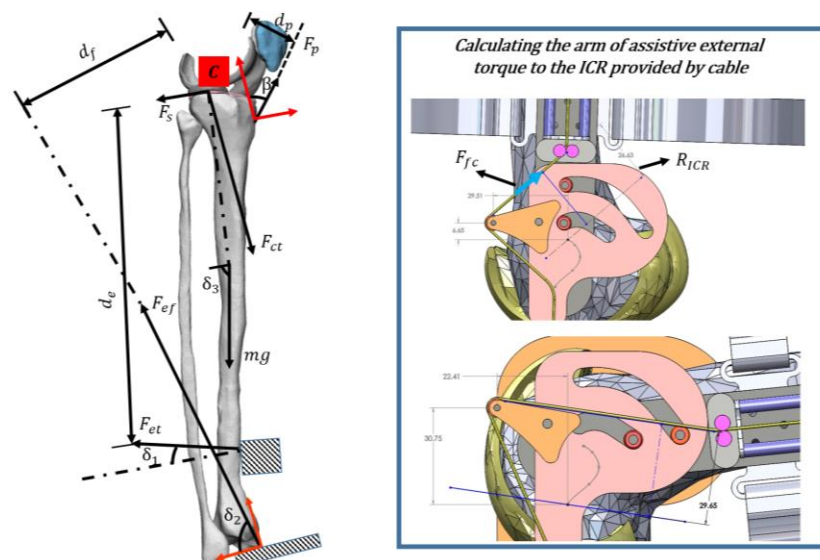 d_f
d_p
F_p
C
β
F_s
F_ct
d_e
δ_3
F_ef
mg
F_et
δ_1
δ_2
Calculating the arm of assistive external
torque to the ICR provided by cable
F_fc
26.63
R_ICR
29.51
6.65
22.41
30.75
29.65